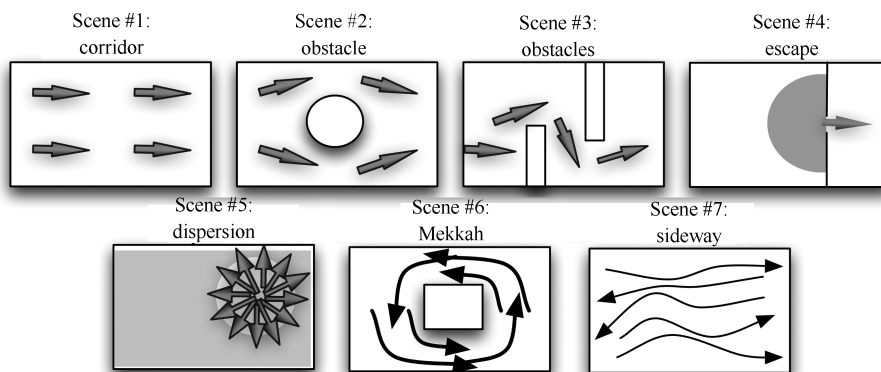 Scene #1:
corridor
Scene #2:
obstacle
Scene #3:
obstacles
Scene #4:
escape
Scene #5:
dispersion
Scene #6:
Mekkah
Scene #7:
sideway